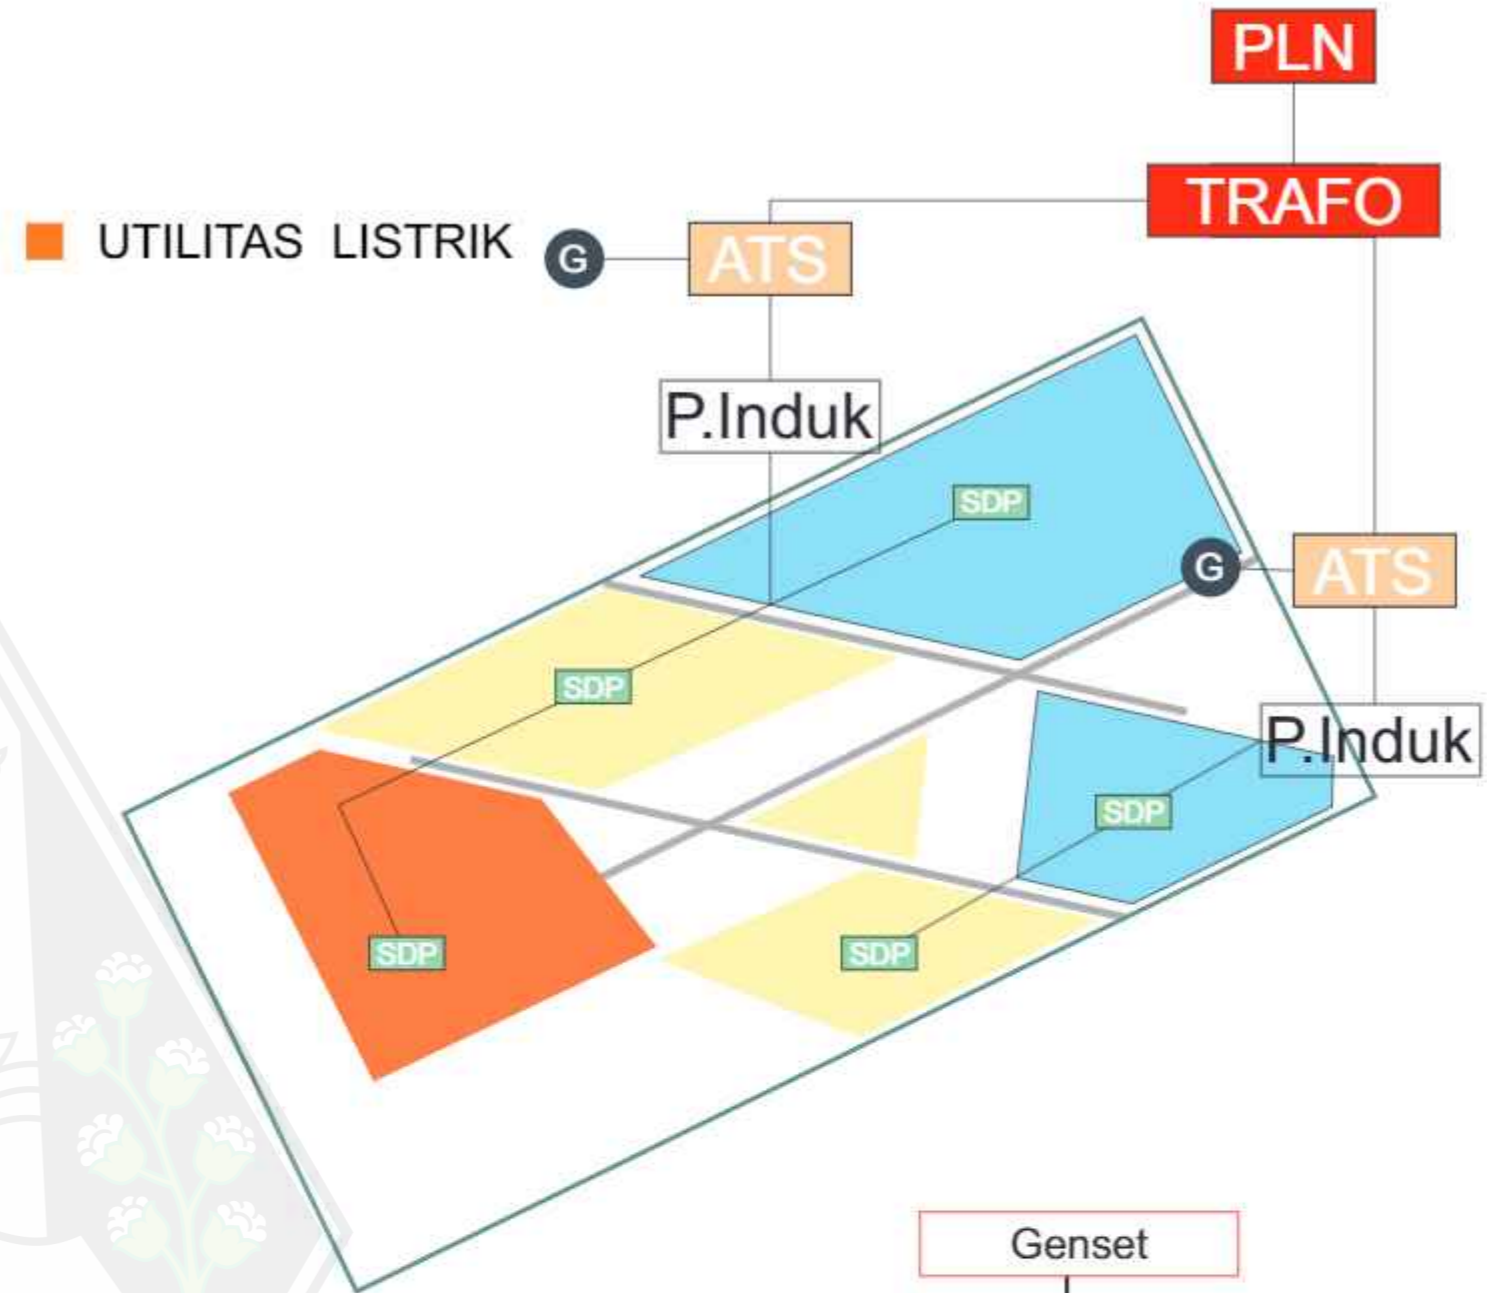 PLN
TRAFO
UTILITAS LISTRIK
G
ATS
P.Induk
SDP
G
ATS
SDP
P.Induk
SDP
SDP
SDP
Genset